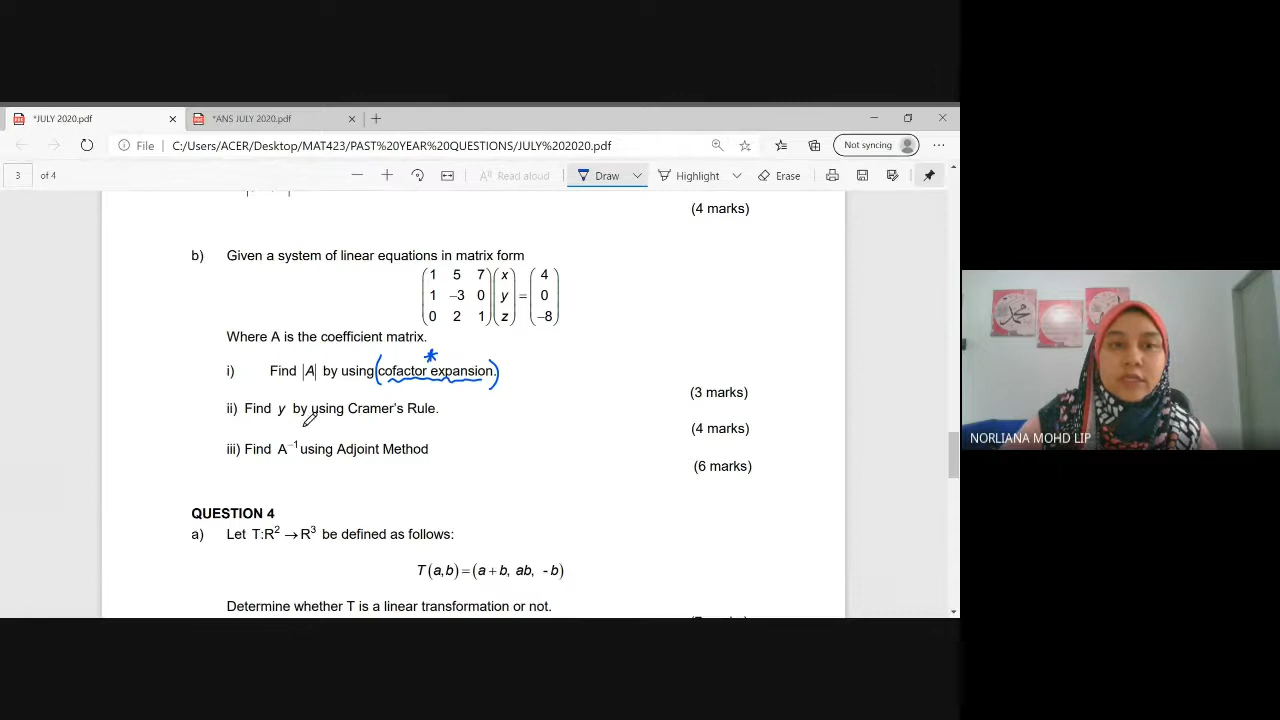 *JULY 2020.pdf
*ANS JULY 2020.pdf
File | C:/Users/ACER/Desktop/MAT423/PAST%20YEAR%20QUESTIONS/JULY%202020.pdf
Not syncing
3 of 4
Read aloud
Draw
Highlight
Erase
(4 marks)
b) Given a system of linear equations in matrix form
1 5 7 x 4
1 –3 0 y = 0
0 2 1 z –8
Where A is the coefficient matrix.
i) Find |A| by using (cofactor expansion.) *
(3 marks)
ii) Find y by using Cramer's Rule.
(4 marks)
iii) Find A⁻¹ using Adjoint Method
(6 marks)
QUESTION 4
a) Let T:R² → R³ be defined as follows:
T(a,b) = (a + b, ab, - b)
Determine whether T is a linear transformation or not.
NORLIANA MOHD LIP